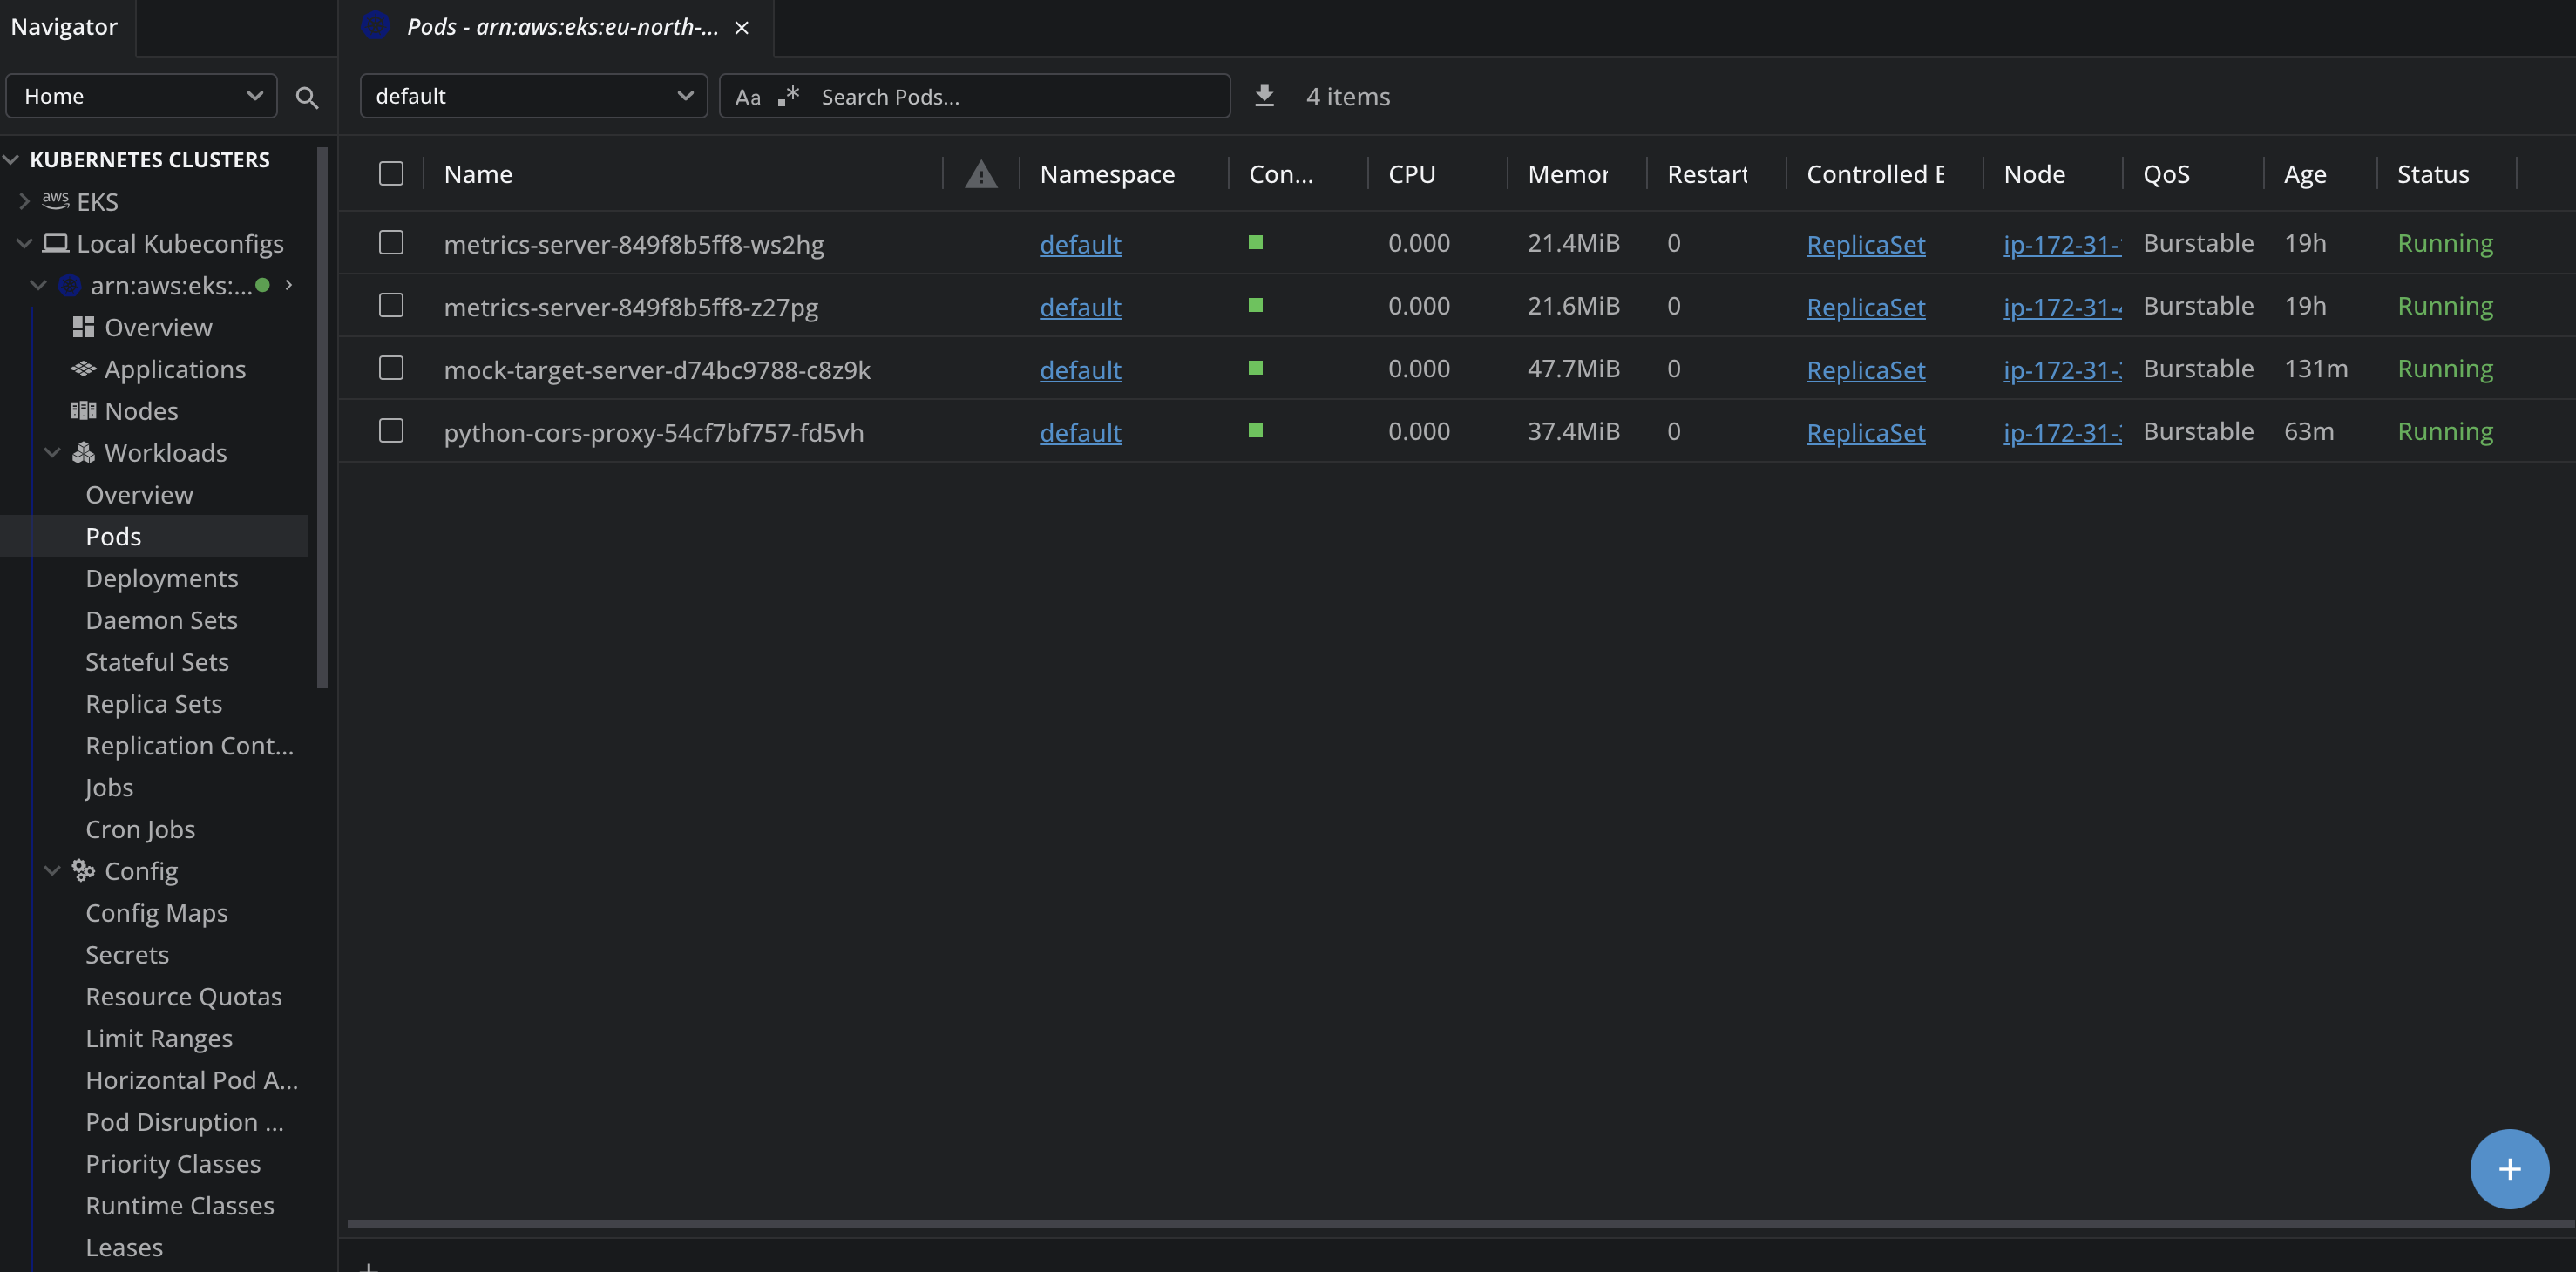 Navigator
Pods - arn:aws:eks:eu-north-...
Home
default
Aa .* Search Pods...
4 items
KUBERNETES CLUSTERS
aws EKS
Local Kubeconfigs
arn:aws:eks:...
Overview
Applications
Nodes
Workloads
Overview
Pods
Deployments
Daemon Sets
Stateful Sets
Replica Sets
Replication Cont...
Jobs
Cron Jobs
Config
Config Maps
Secrets
Resource Quotas
Limit Ranges
Horizontal Pod A...
Pod Disruption ...
Priority Classes
Runtime Classes
Leases
Name Namespace Con... CPU Memor Restart Controlled B Node QoS Age Status
metrics-server-849f8b5ff8-ws2hg default 0.000 21.4MiB 0 ReplicaSet ip-172-31- Burstable 19h Running
metrics-server-849f8b5ff8-z27pg default 0.000 21.6MiB 0 ReplicaSet ip-172-31- Burstable 19h Running
mock-target-server-d74bc9788-c8z9k default 0.000 47.7MiB 0 ReplicaSet ip-172-31- Burstable 131m Running
python-cors-proxy-54cf7bf757-fd5vh default 0.000 37.4MiB 0 ReplicaSet ip-172-31- Burstable 63m Running